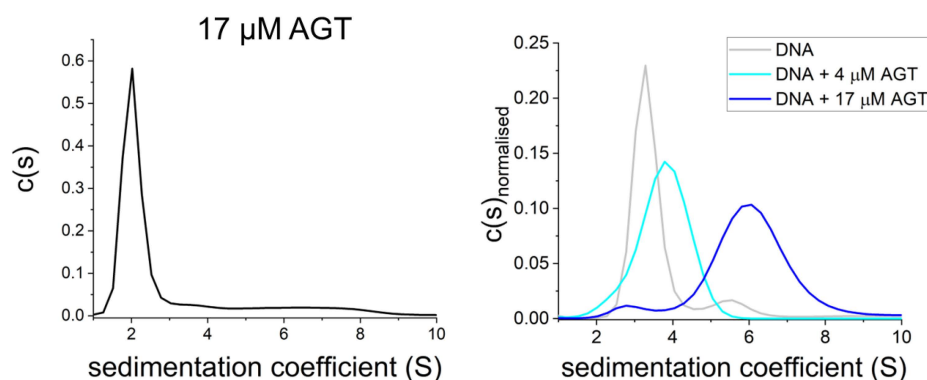 17 μM AGT
c(s)
0.6
0.5
0.4
0.3
0.2
0.1
0.0
2
4
6
8
10
sedimentation coefficient (S)
DNA
DNA + 4 μM AGT
DNA + 17 μM AGT
c(s)normalised
0.25
0.20
0.15
0.10
0.05
0.00
2
4
6
8
10
sedimentation coefficient (S)